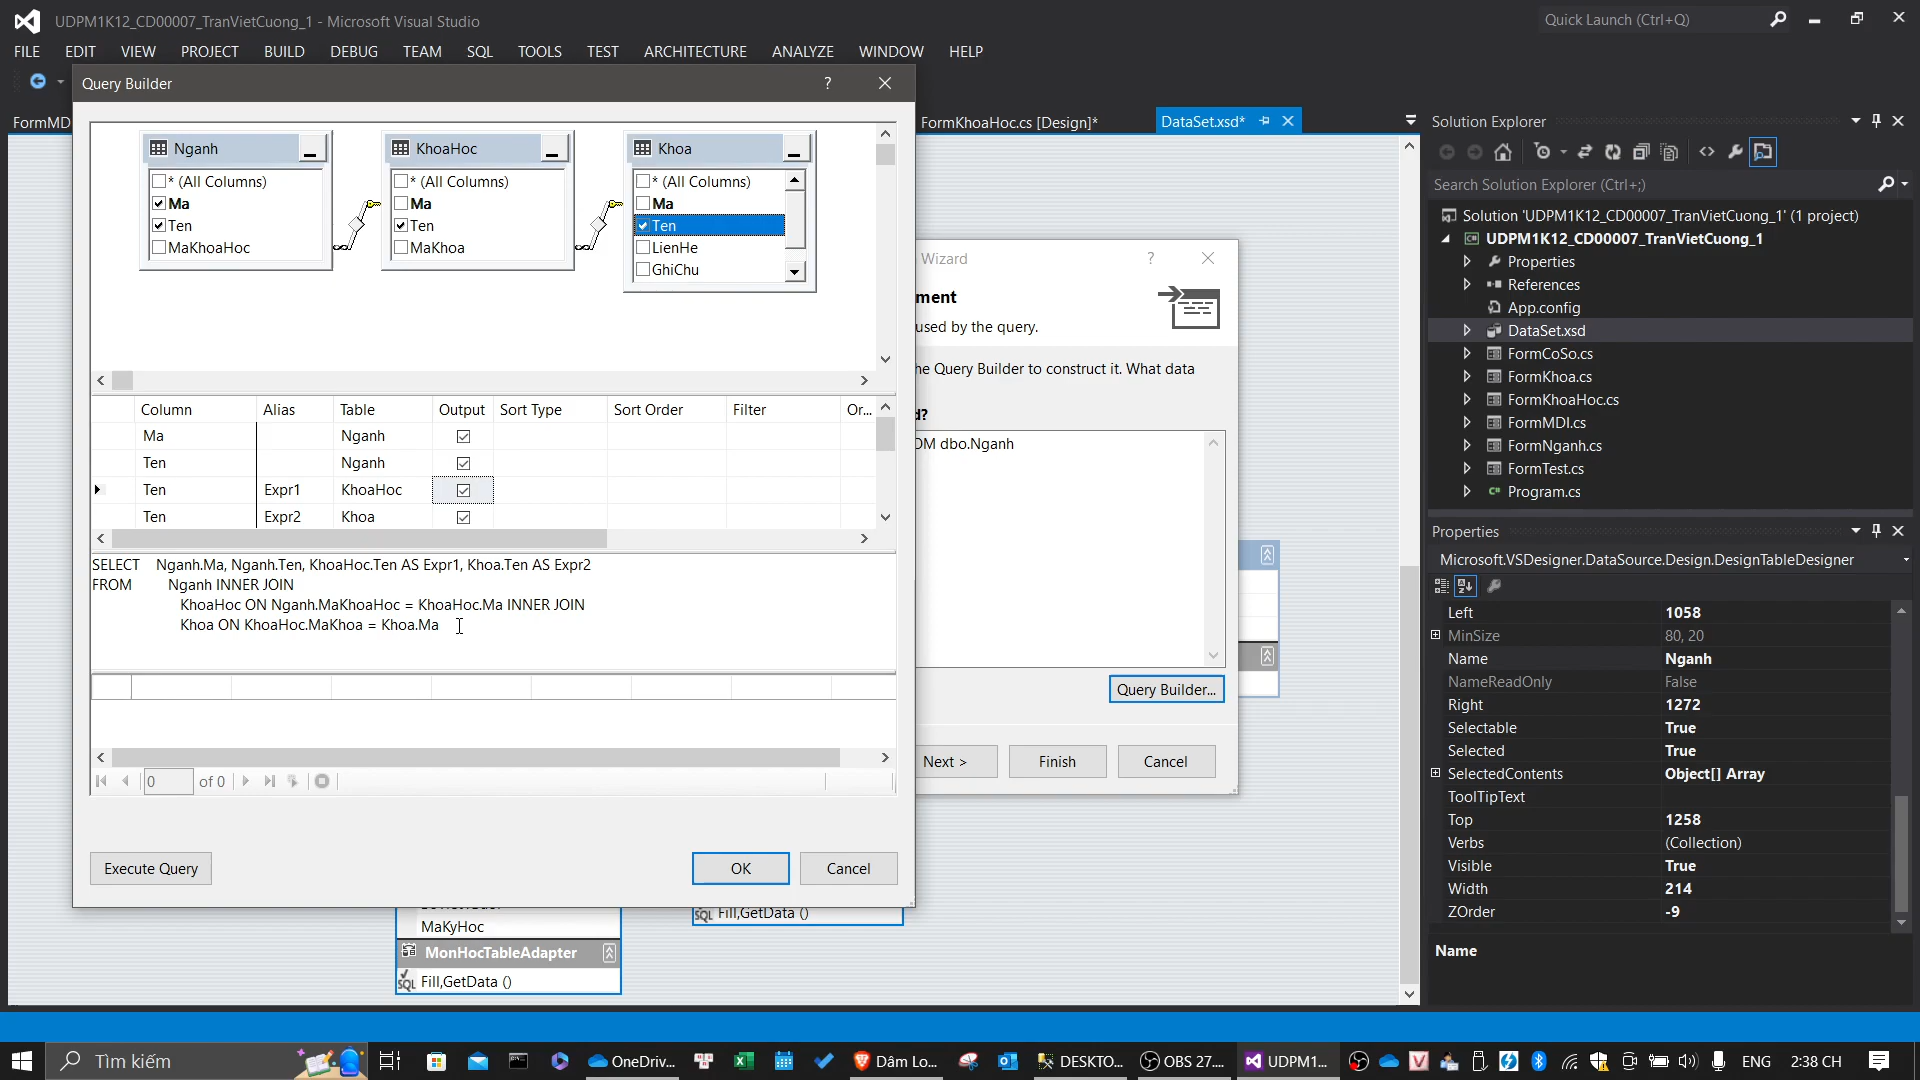 UDPM1K12_CD00007_TranVietCuong_1 - Microsoft Visual Studio
Quick Launch (Ctrl+Q)
FILE EDIT VIEW PROJECT BUILD DEBUG TEAM SQL TOOLS TEST ARCHITECTURE ANALYZE WINDOW HELP
Query Builder
?
FormMD
FormKhoaHoc.cs [Design]*
DataSet.xsd*
Nganh
* (All Columns)
Ma
Ten
MaKhoaHoc
KhoaHoc
* (All Columns)
Ma
Ten
MaKhoa
Khoa
* (All Columns)
Ma
Ten
LienHe
GhiChu
Column Alias Table Output Sort Type Sort Order Filter Or...
Ma Nganh
Ten Nganh
Ten Expr1 KhoaHoc
Ten Expr2 Khoa
SELECT Nganh.Ma, Nganh.Ten, KhoaHoc.Ten AS Expr1, Khoa.Ten AS Expr2
FROM Nganh INNER JOIN
KhoaHoc ON Nganh.MaKhoaHoc = KhoaHoc.Ma INNER JOIN
Khoa ON KhoaHoc.MaKhoa = Khoa.Ma
0 of 0
Execute Query
OK
Cancel
Wizard
?
ment
used by the query.
he Query Builder to construct it. What data
d?
OM dbo.Nganh
Query Builder...
Next >
Finish
Cancel
MaKyHoc
MonHocTableAdapter
SQL Fill,GetData ()
SQL Fill,GetData ()
Solution Explorer
Search Solution Explorer (Ctrl+;)
Solution 'UDPM1K12_CD00007_TranVietCuong_1' (1 project)
UDPM1K12_CD00007_TranVietCuong_1
Properties
References
App.config
DataSet.xsd
FormCoSo.cs
FormKhoa.cs
FormKhoaHoc.cs
FormMDI.cs
FormNganh.cs
FormTest.cs
C# Program.cs
Properties
Microsoft.VSDesigner.DataSource.Design.DesignTableDesigner
Left 1058
MinSize 80, 20
Name Nganh
NameReadOnly False
Right 1272
Selectable True
Selected True
SelectedContents Object[] Array
ToolTipText
Top 1258
Verbs (Collection)
Visible True
Width 214
ZOrder -9
Name
Tìm kiếm
OneDriv...
Dâm Lo...
DESKTO...
OBS 27....
UDPM1...
ENG
2:38 CH